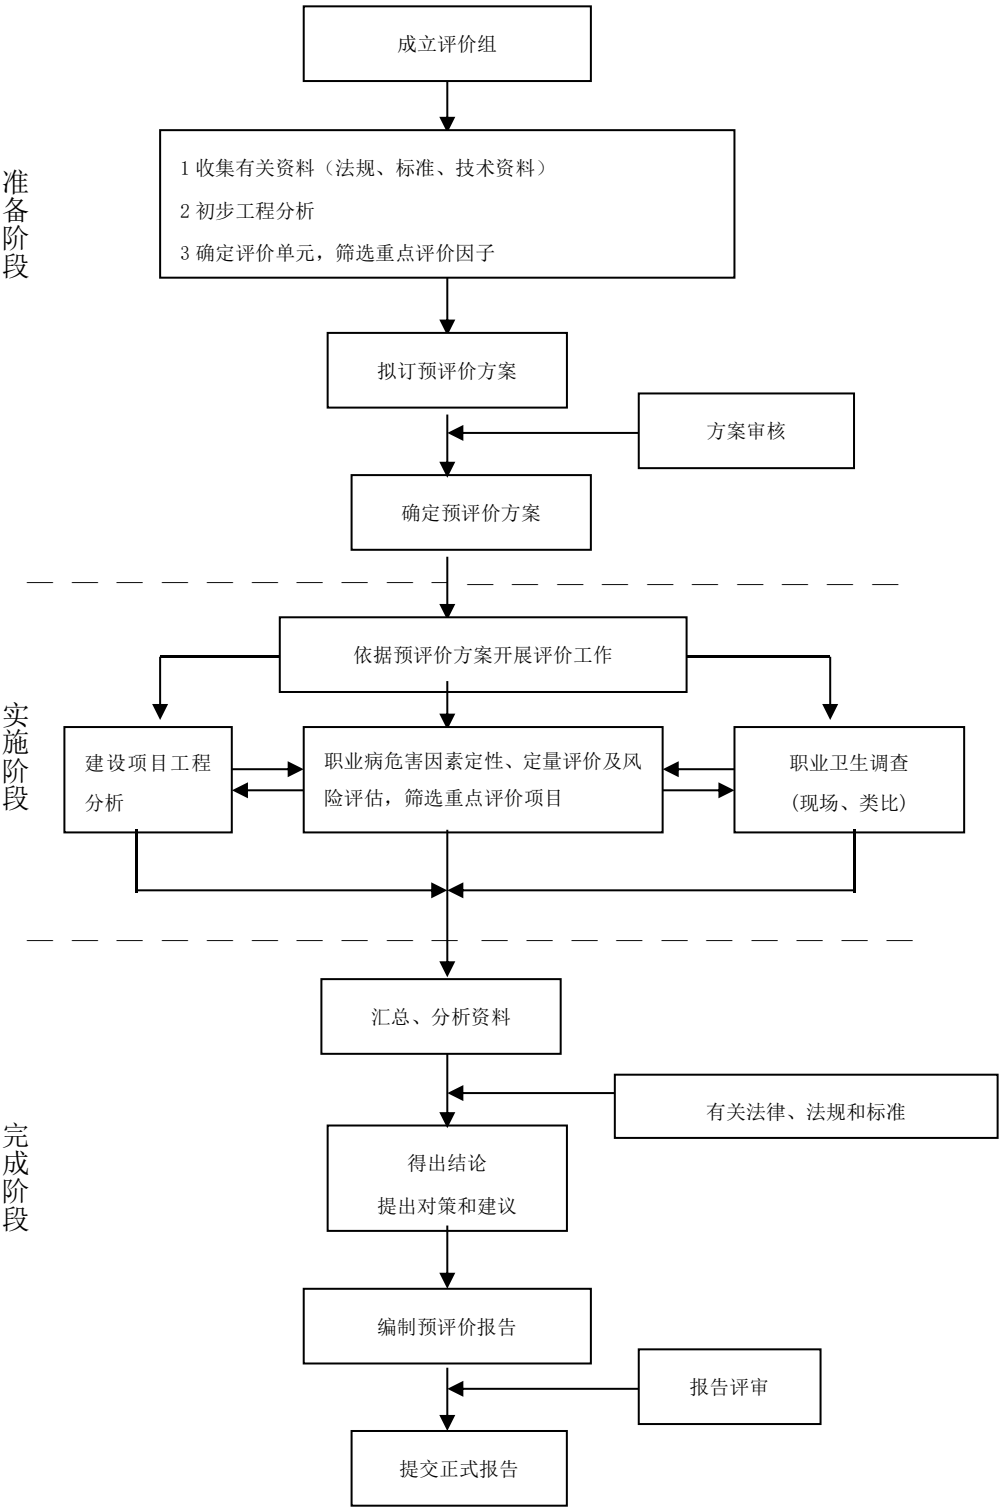 成立评价组
准备阶段
1 收集有关资料（法规、标准、技术资料）
2 初步工程分析
3 确定评价单元，筛选重点评价因子
拟订预评价方案
方案审核
确定预评价方案
依据预评价方案开展评价工作
实施阶段
建设项目工程
分析
职业病危害因素定性、定量评价及风
险评估，筛选重点评价项目
职业卫生调查
(现场、类比)
汇总、分析资料
有关法律、法规和标准
完成阶段
得出结论
提出对策和建议
编制预评价报告
报告评审
提交正式报告